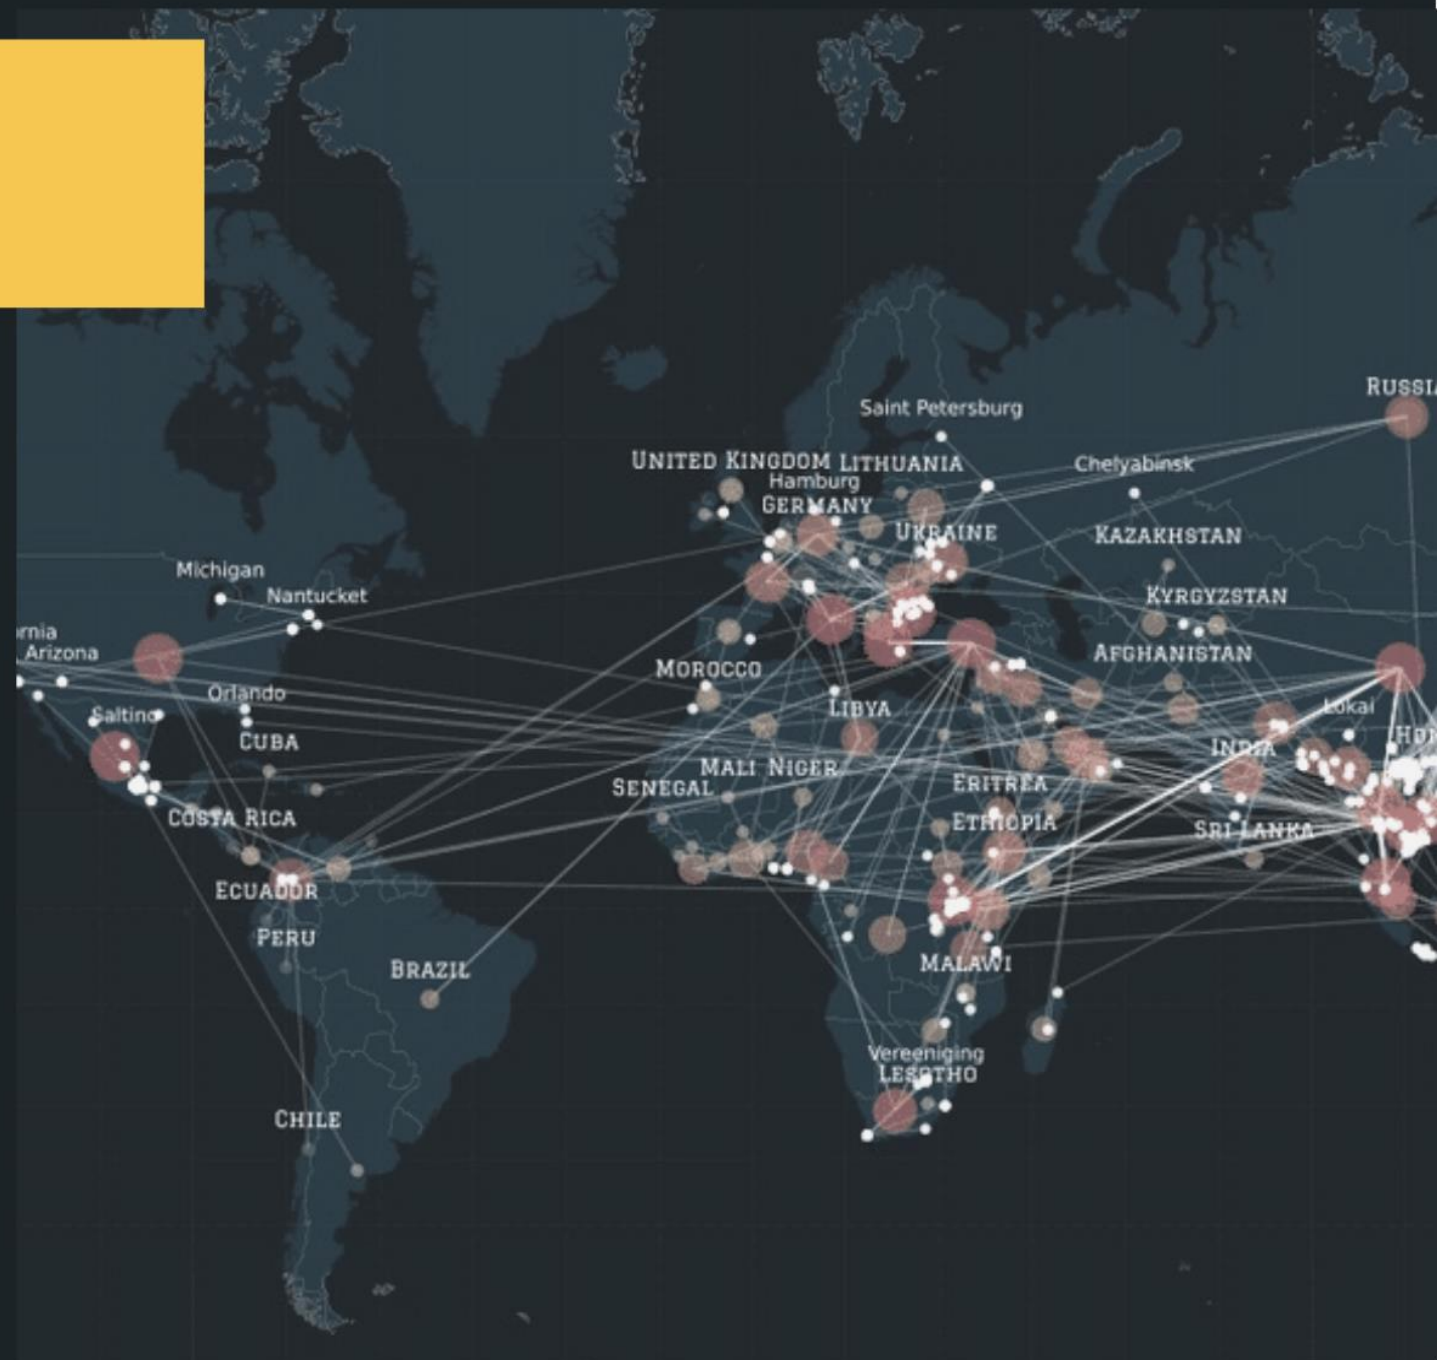 RUSSIA
Saint Petersburg
UNITED KINGDOM
LITHUANIA
Chelyabinsk
Hamburg
GERMANY
UKRAINE
KAZAKHSTAN
Michigan
Nantucket
KYRGYZSTAN
rnia
Arizona
AFGHANISTAN
MOROCCO
Orlando
LIBYA
Lokai
Saltino
CUBA
HON
INDIA
MALI
NIGER
SENEGAL
ERITREA
COSTA RICA
ETHIOPIA
SRI LANKA
ECUADOR
PERU
MALAWI
BRAZIL
Vereeniging
LESOTHO
CHILE